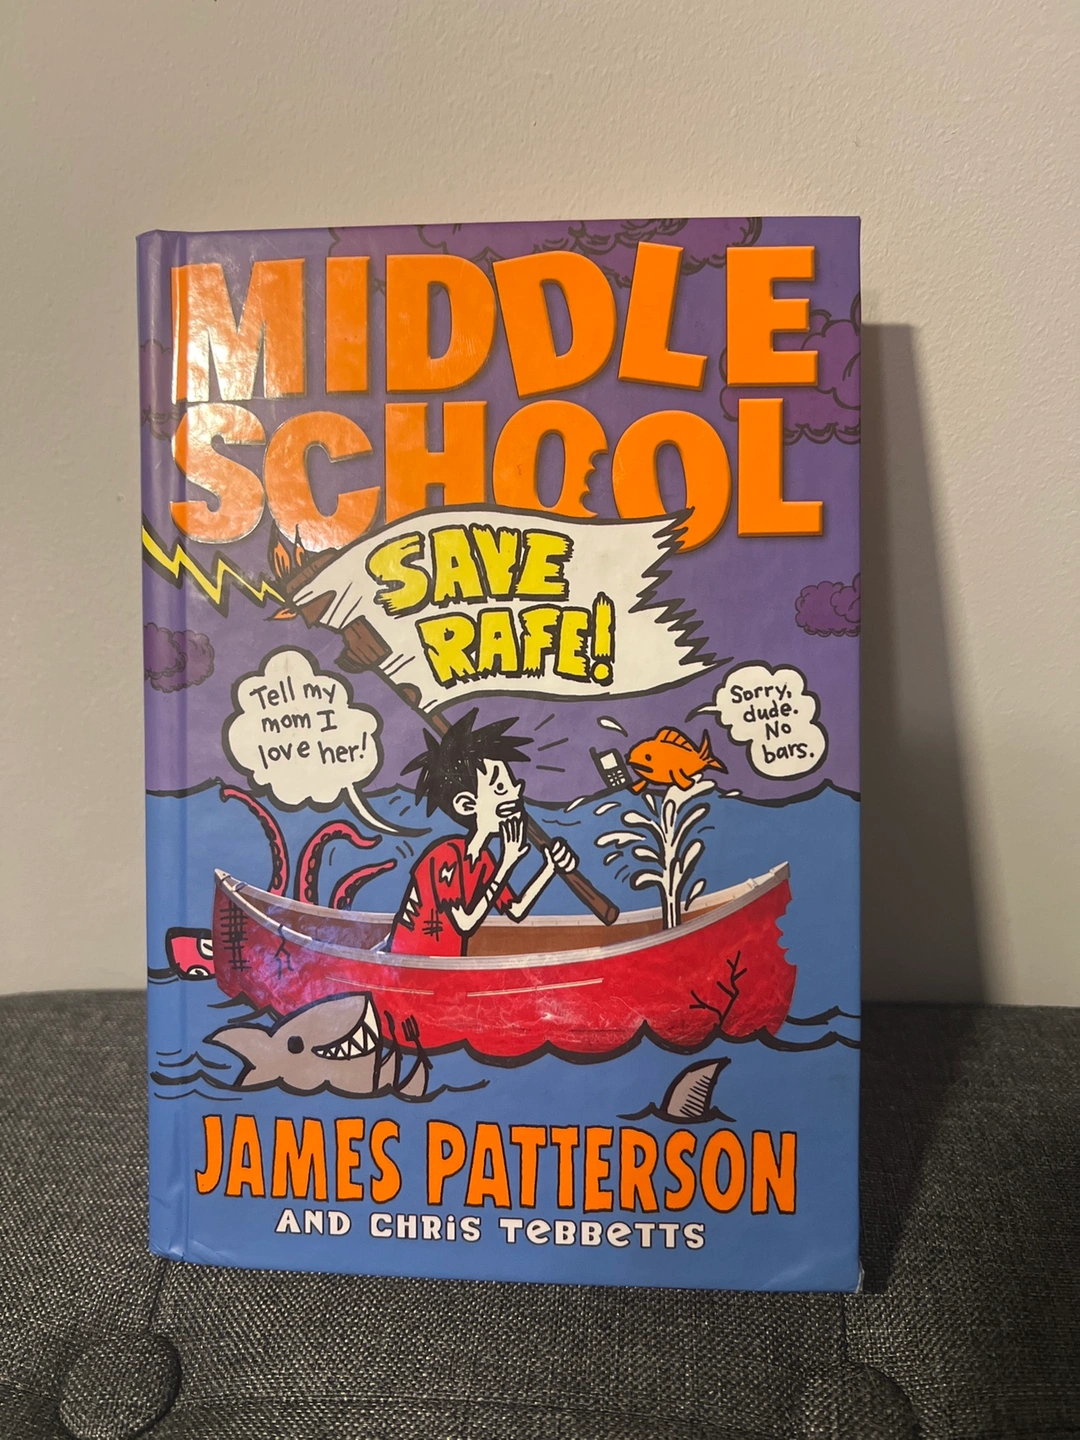 MIDDLE
SCHOOL
SAVE
RAFE!
Tell my
mom I
love her!
Sorry,
dude.
No
bars.
JAMES PATTERSON
AND CHRIS TEBBETTS